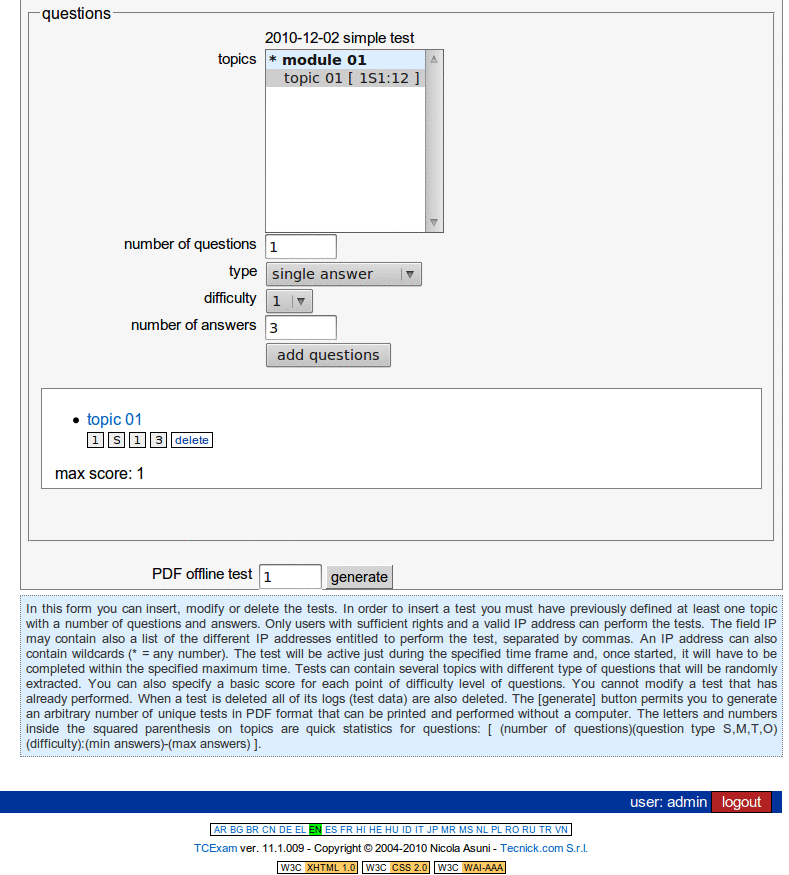 questions
2010-12-02 simple test
topics
* module 01
topic 01 [ 1S1:12 ]
number of questions 1
type single answer
difficulty 1
number of answers 3
add questions
topic 01
1 S 1 3 delete
max score: 1
PDF offline test 1 generate
In this form you can insert, modify or delete the tests. In order to insert a test you must have previously defined at least one topic
with a number of questions and answers. Only users with sufficient rights and a valid IP address can perform the tests. The field IP
may contain also a list of the different IP addresses entitled to perform the test, separated by commas. An IP address can also
contain wildcards (* = any number). The test will be active just during the specified time frame and, once started, it will have to be
completed within the specified maximum time. Tests can contain several topics with different type of questions that will be randomly
extracted. You can also specify a basic score for each point of difficulty level of questions. You cannot modify a test that has
already performed. When a test is deleted all of its logs (test data) are also deleted. The [generate] button permits you to generate
an arbitrary number of unique tests in PDF format that can be printed and performed without a computer. The letters and numbers
inside the squared parenthesis on topics are quick statistics for questions: [ (number of questions)(question type S,M,T,O)
(difficulty):(min answers)-(max answers) ].
user: admin logout
AR BG BR CN DE EL EN ES FR HI HE HU ID IT JP MR MS NL PL RO RU TR VN
TCExam ver. 11.1.009 - Copyright © 2004-2010 Nicola Asuni - Tecnick.com S.r.l.
W3C XHTML 1.0 W3C CSS 2.0 W3C WAI-AAA